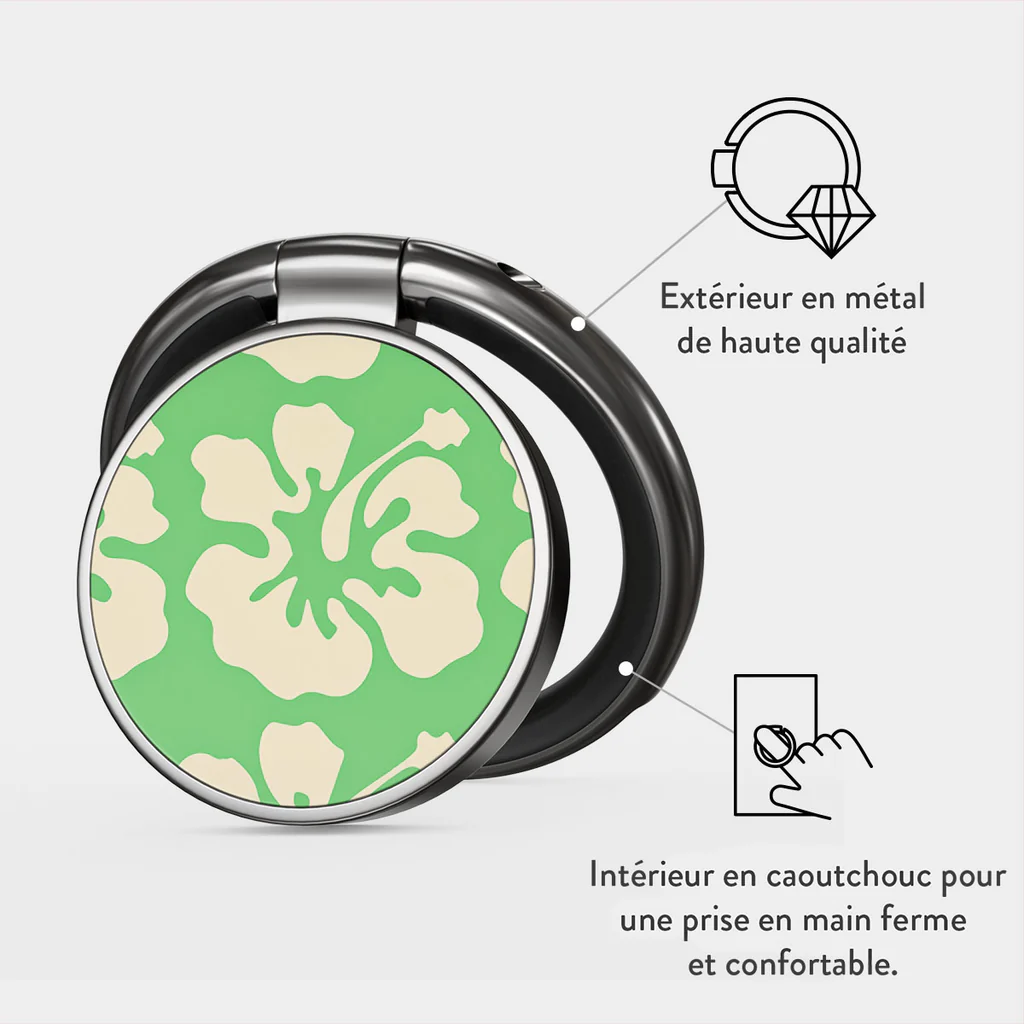 Extérieur en métal
de haute qualité
Intérieur en caoutchouc pour
une prise en main ferme
et confortable.